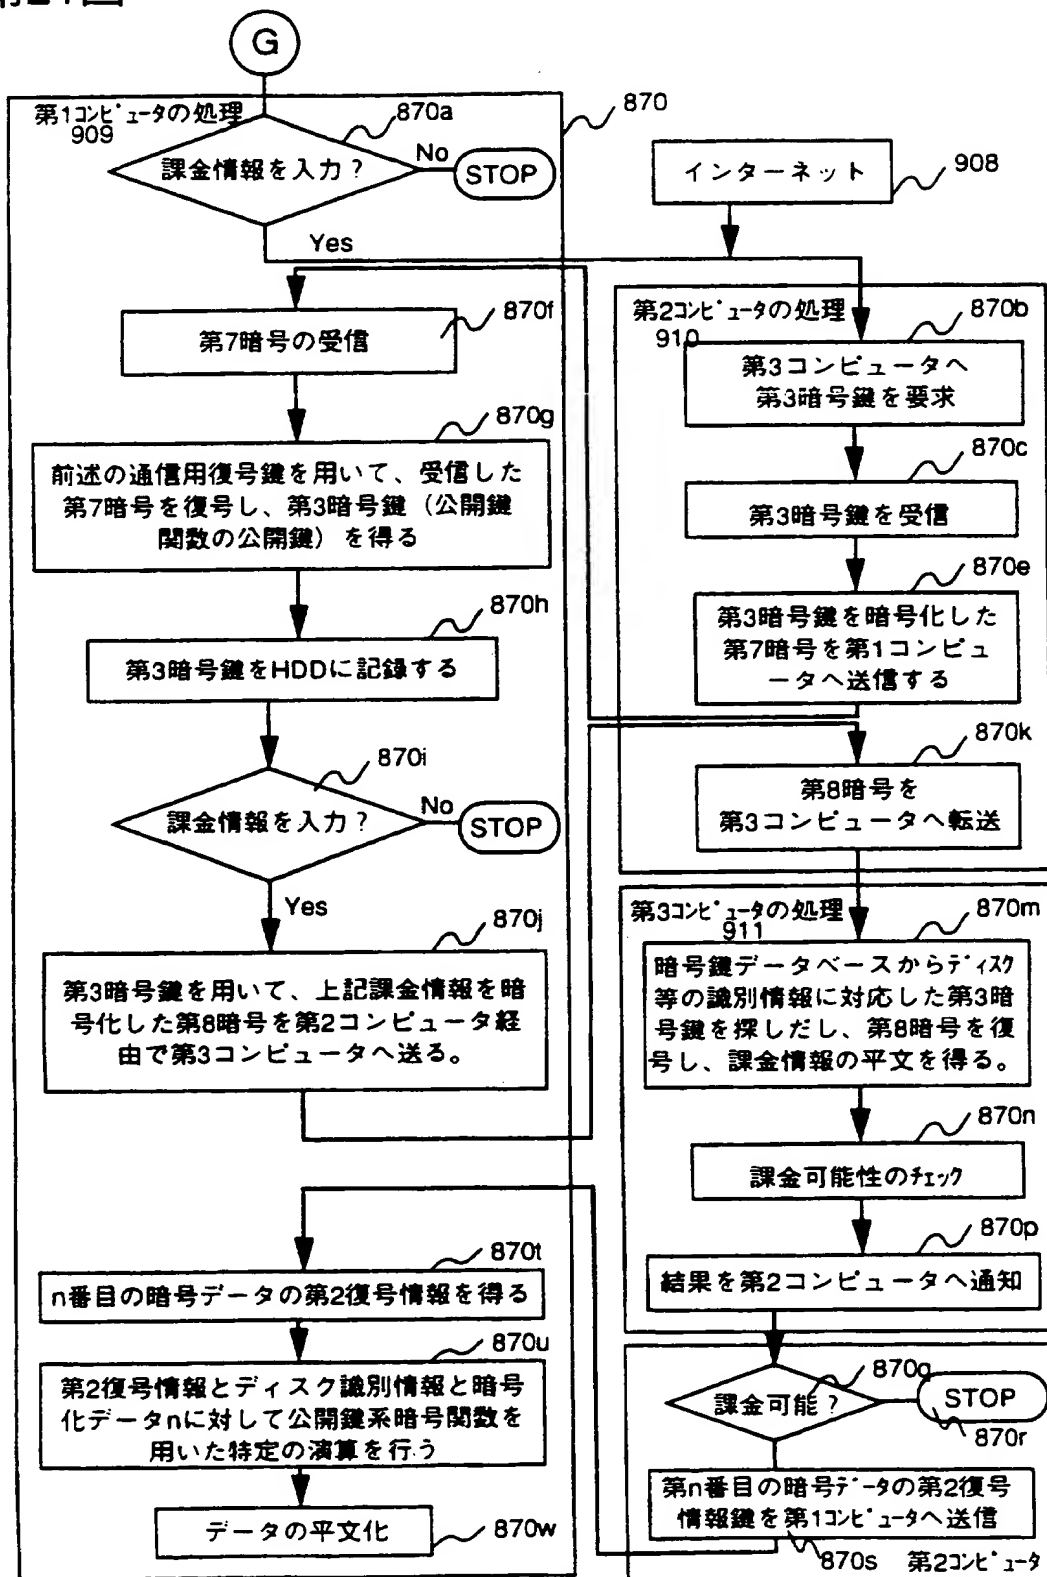 G
第1コンピュータの処理
909
870a
870
課金情報を入力？
No
STOP
Yes
インターネット
908
第7暗号の受信
870f
第2コンピュータの処理
910
870b
第3コンピュータへ
第3暗号鍵を要求
870g
前述の通信用復号鍵を用いて、受信した
第7暗号を復号し、第3暗号鍵（公開鍵
関数の公開鍵）を得る
870c
第3暗号鍵を受信
870e
第3暗号鍵を暗号化した
第7暗号を第1コンピュ
ータへ送信する
870h
第3暗号鍵をHDDに記録する
870i
課金情報を入力？
No
STOP
Yes
870k
第8暗号を
第3コンピュータへ転送
870j
第3暗号鍵を用いて、上記課金情報を暗
号化した第8暗号を第2コンピュータ経
由で第3コンピュータへ送る。
第3コンピュータの処理
911
870m
暗号鍵データベースからディスク
等の識別情報に対応した第3暗
号鍵を探しだし、第8暗号を復
号し、課金情報の平文を得る。
870n
課金可能性のチェック
870p
結果を第2コンピュータへ通知
870t
n番目の暗号データの第2復号情報を得る
870u
第2復号情報とディスク識別情報と暗号
化データnに対して公開鍵系暗号関数を
用いた特定の演算を行う
870q
課金可能？
STOP
870r
第n番目の暗号データの第2復号
情報鍵を第1コンピュータへ送信
870s
第2コンピュータ
データの平文化
870w